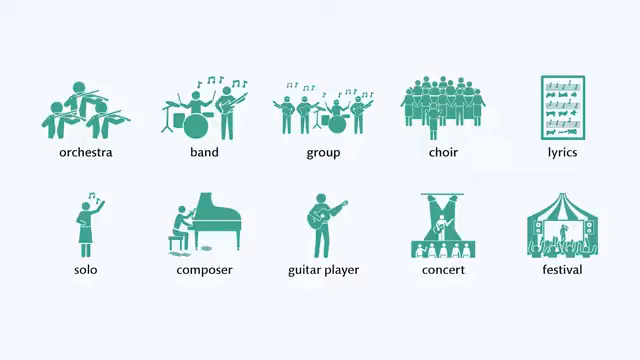 orchestra
band
group
choir
lyrics
solo
composer
guitar player
concert
festival